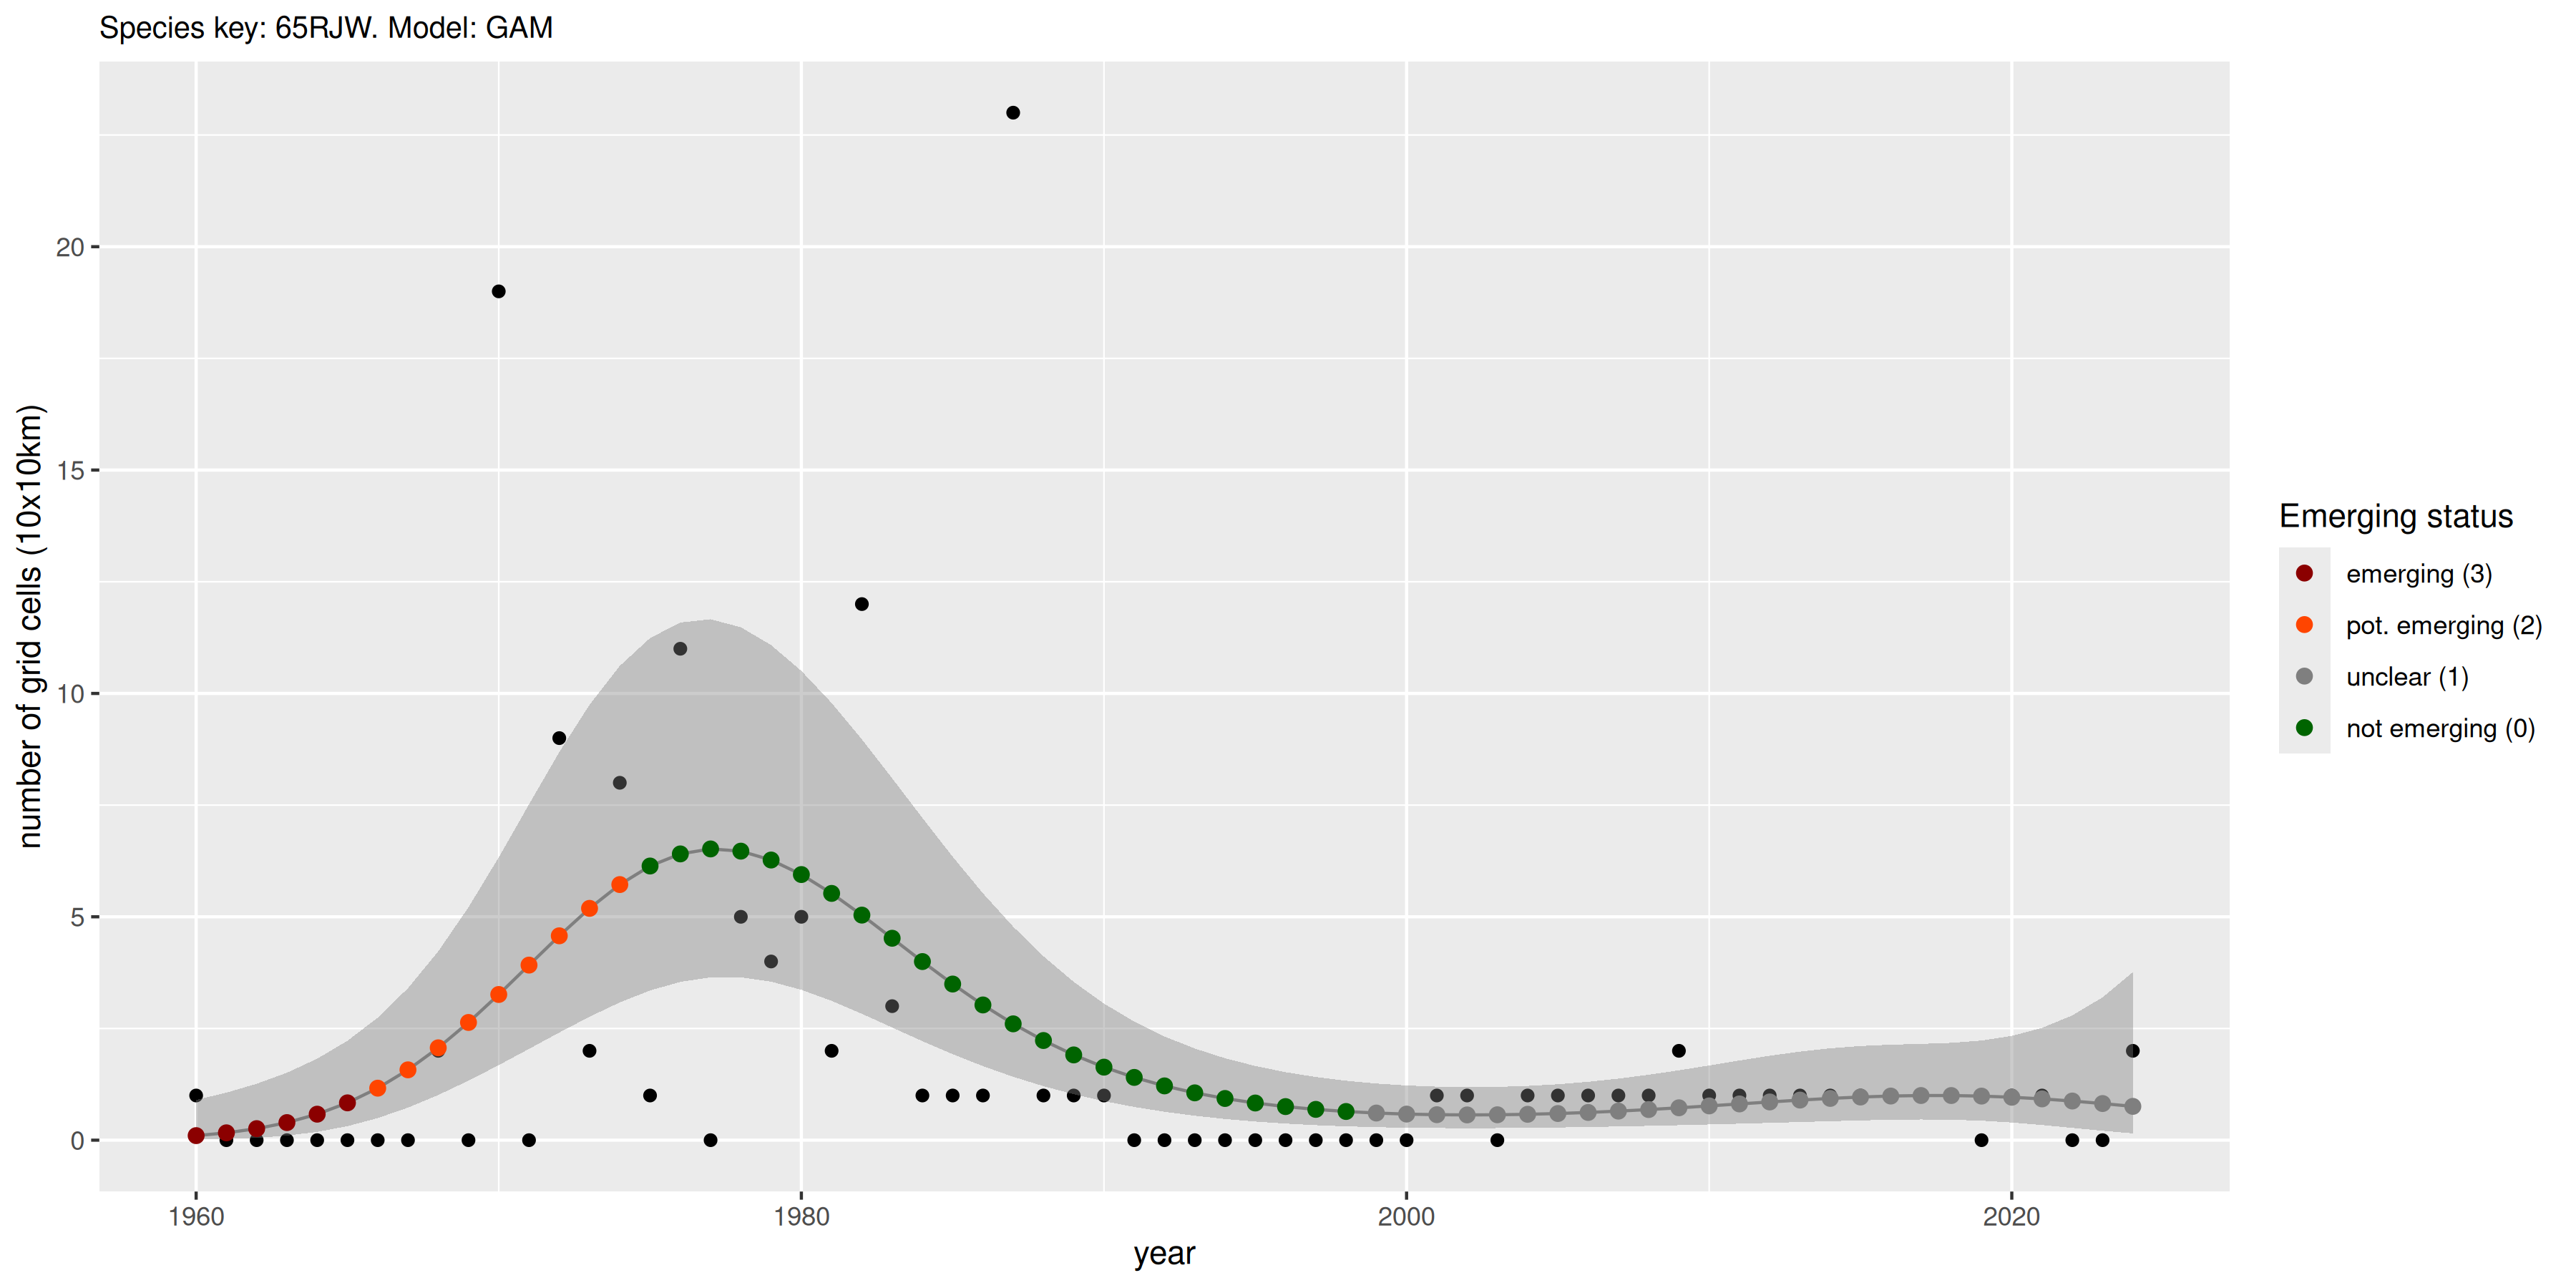 Species key: 65RJW. Model: GAM
number of grid cells (10x10km)
20
15
10
5
0
1960
1980
2000
2020
year
Emerging status
emerging (3)
pot. emerging (2)
unclear (1)
not emerging (0)